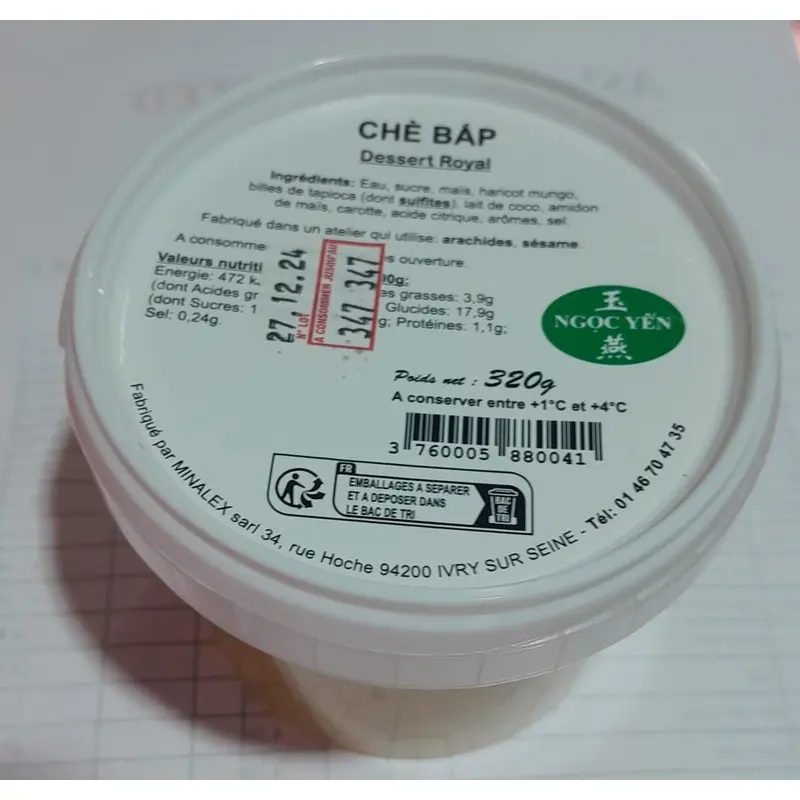 CHÈ BẮP
Dessert Royal
Ingrédients: Eau, sucre, maïs, haricot mungo,
billes de tapioca (dont sulfites), lait de coco, amidon
de maïs, carotte, acide citrique, arômes, sel.
Fabriqué dans un atelier qui utilise: arachides, sésame.
A consomme s ouverture.
Valeurs nutriti 00g:
Energie: 472 k es grasses: 3,9g
(dont Acides gr Glucides: 17,9g
(dont Sucres: 1 g; Protéines: 1,1g;
Sel: 0,24g.
27.12.24
N° LOT
A CONSOMMER JUSQU'AU
347 347
玉
NGỌC YẾN
燕
Poids net : 320g
A conserver entre +1°C et +4°C
3 760005 880041
FR
EMBALLAGES A SEPARER
ET A DEPOSER DANS
LE BAC DE TRI
BAC
DE
TRI
Fabriqué par MINALEX sarl 34, rue Hoche 94200 IVRY SUR SEINE - Tél: 01 46 70 47 35